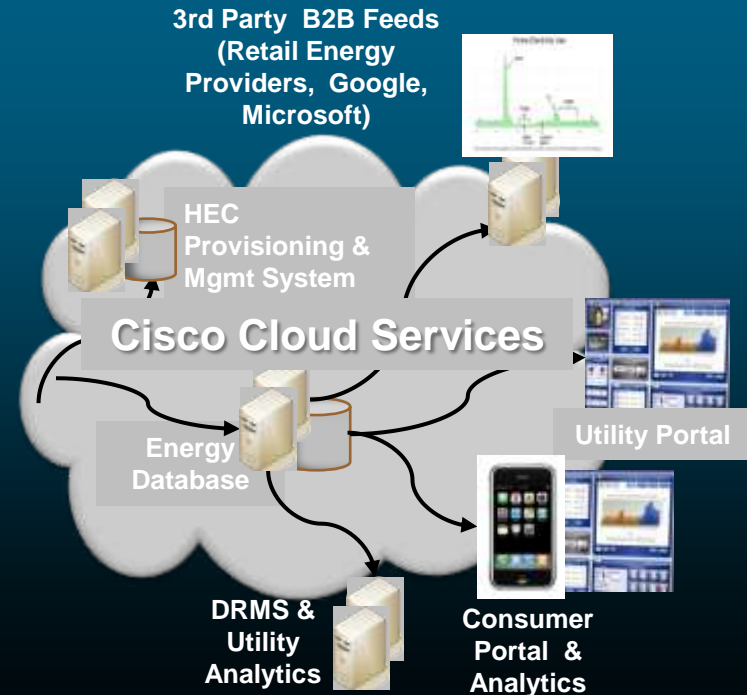 3rd Party B2B Feeds
(Retail Energy
Providers, Google,
Microsoft)
HEC
Provisioning &
Mgmt System
Cisco Cloud Services
Energy
Database
Utility Portal
DRMS &
Utility
Analytics
Consumer
Portal &
Analytics